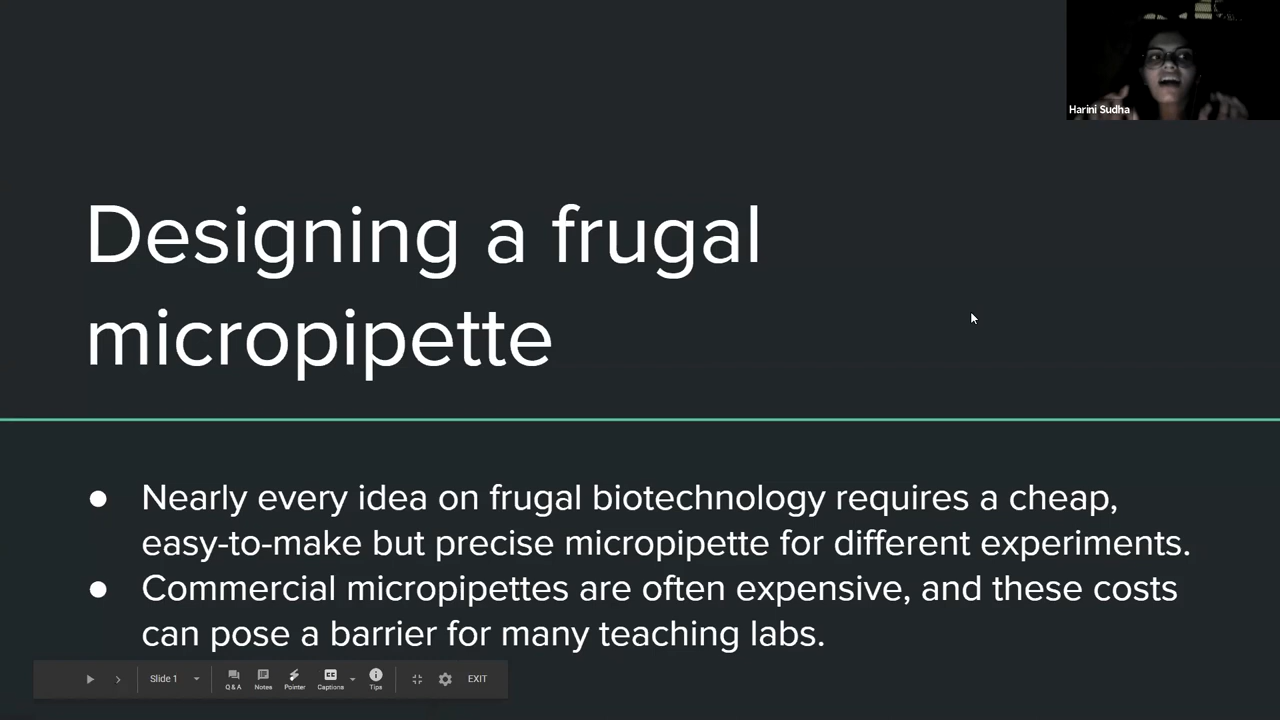 Harini Sudha
Designing a frugal
micropipette
● Nearly every idea on frugal biotechnology requires a cheap,
easy-to-make but precise micropipette for different experiments.
● Commercial micropipettes are often expensive, and these costs
can pose a barrier for many teaching labs.
Slide 1
Q & A
Notes
Pointer
CC
Captions
Tips
EXIT